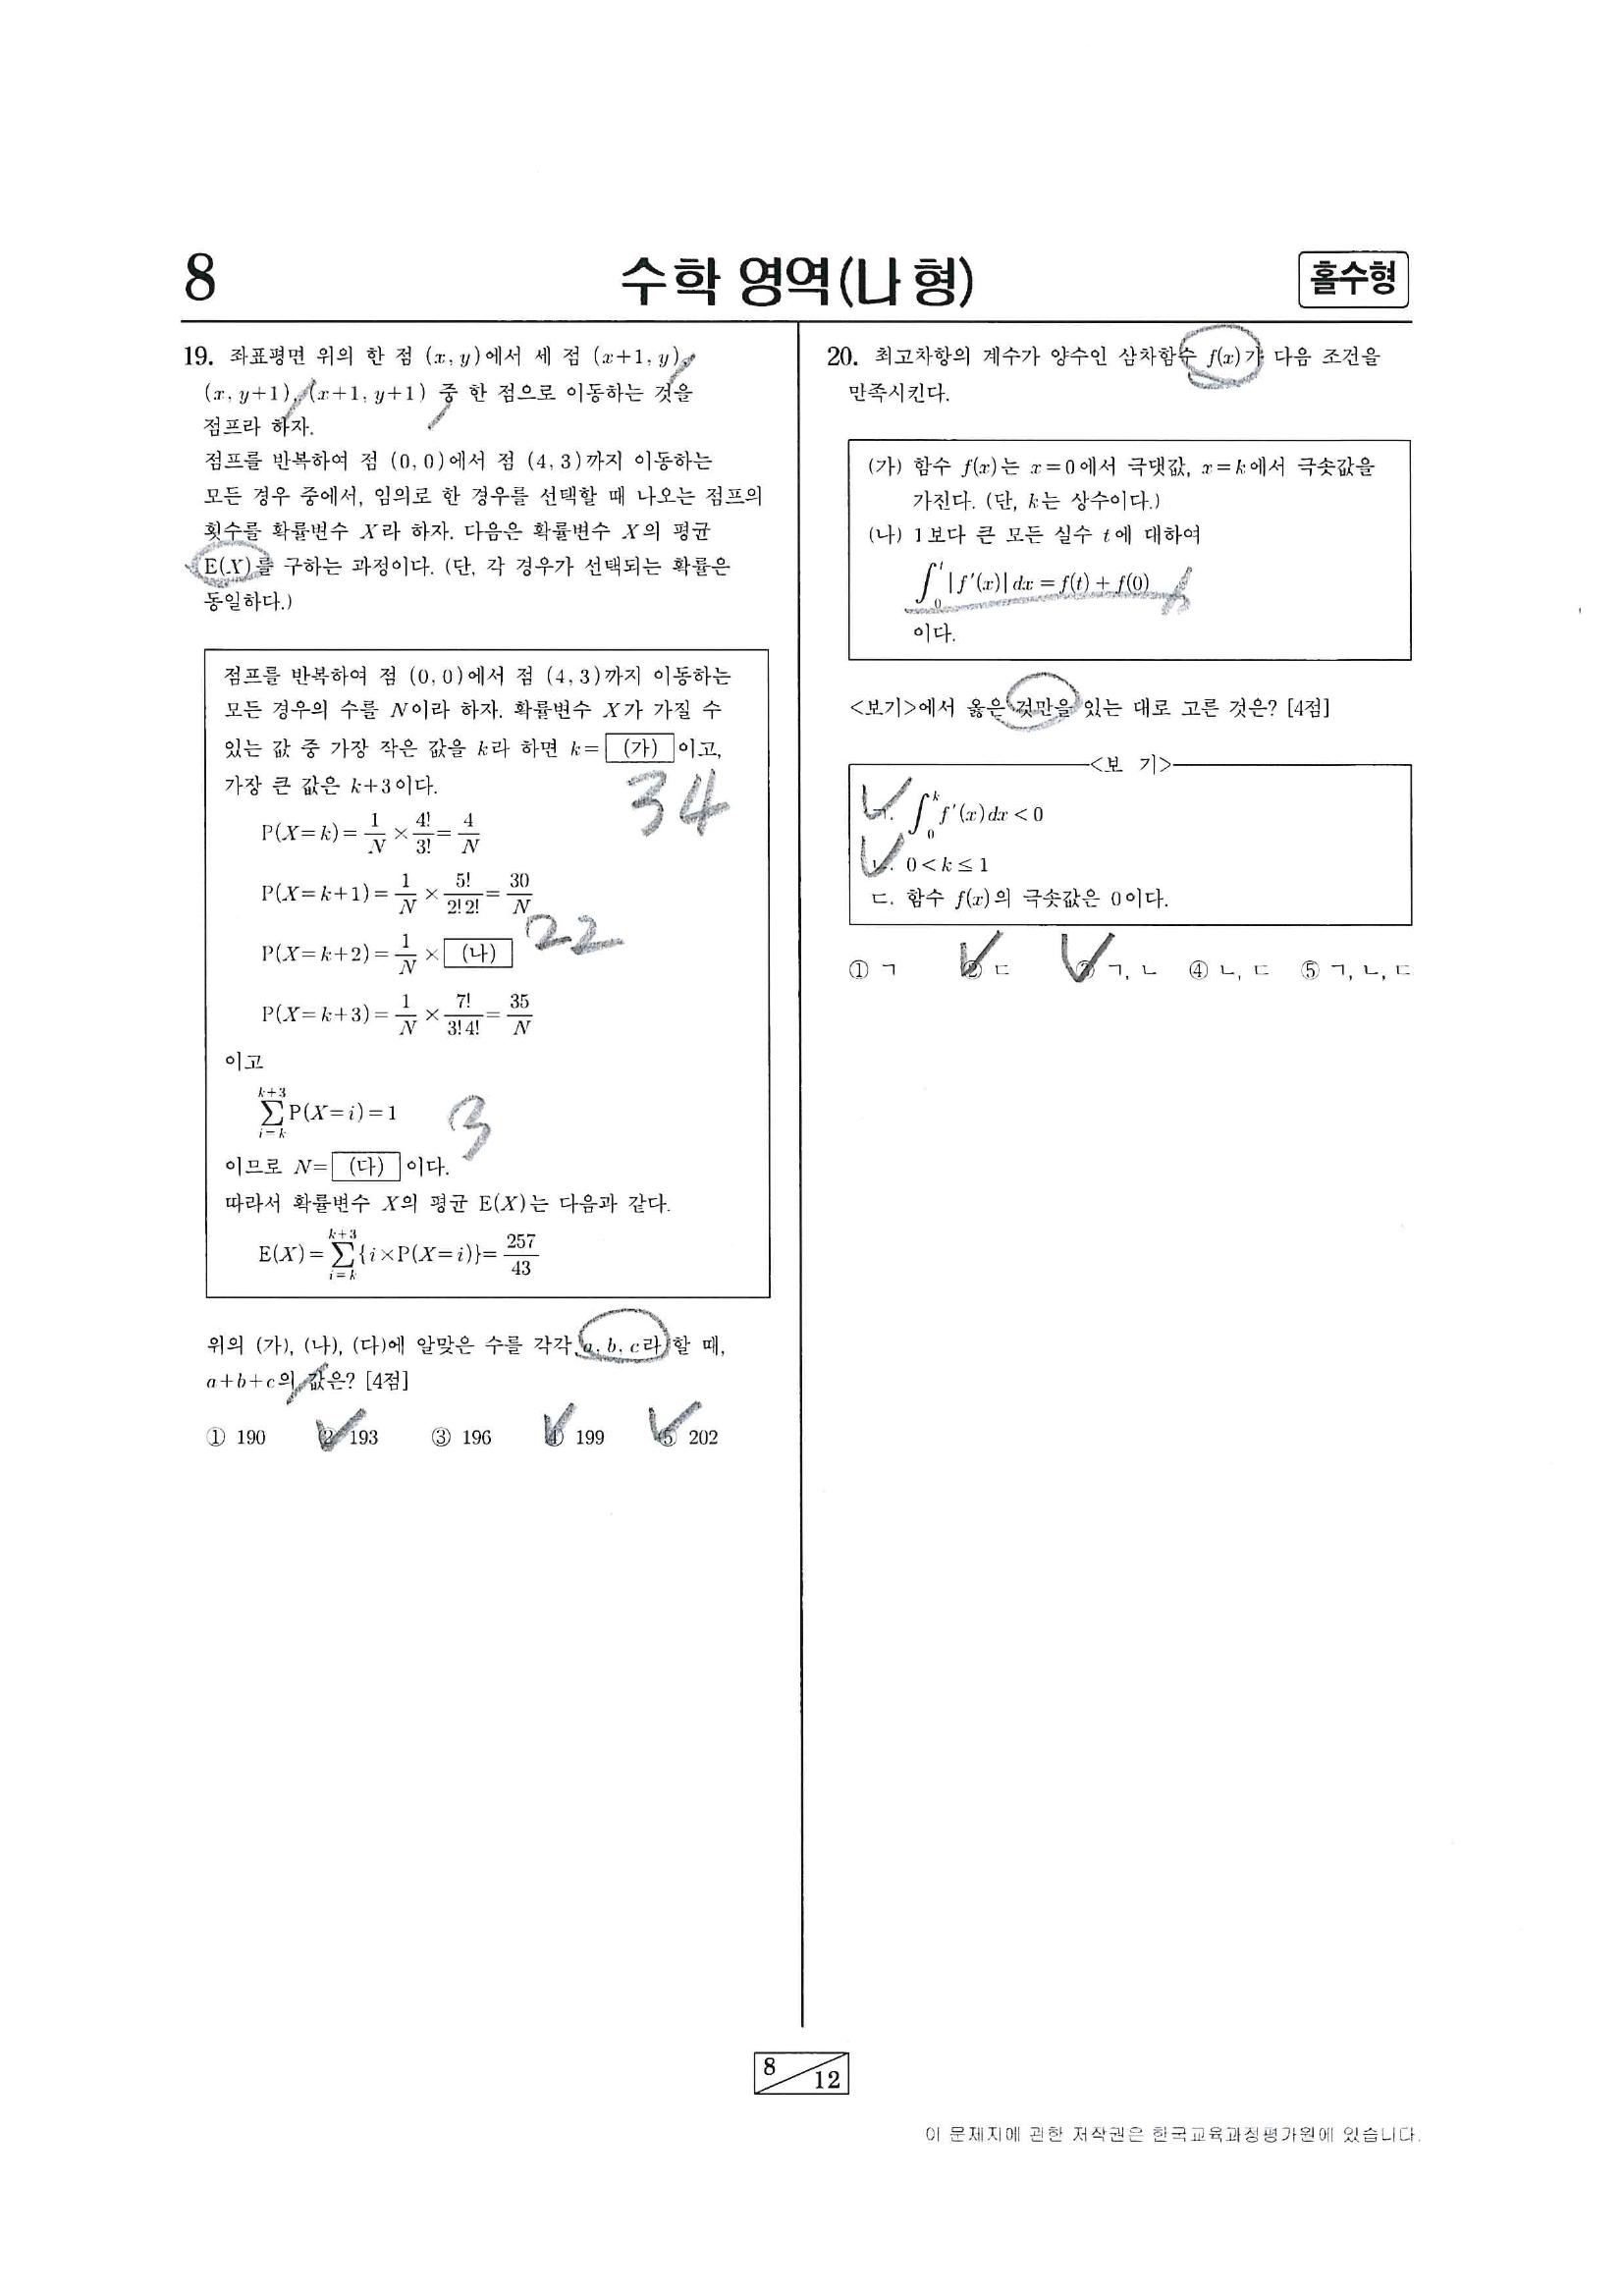 8
수학 영역(나 형)
홀수형
19. 좌표평면 위의 한 점 (x, y)에서 세 점 (x+1, y),
(x, y+1), (x+1, y+1) 중 한 점으로 이동하는 것을
점프라 하자.
점프를 반복하여 점 (0, 0)에서 점 (4, 3)까지 이동하는
모든 경우 중에서, 임의로 한 경우를 선택할 때 나오는 점프의
횟수를 확률변수 X라 하자. 다음은 확률변수 X의 평균
E(X)를 구하는 과정이다. (단, 각 경우가 선택되는 확률은
동일하다.)
점프를 반복하여 점 (0, 0)에서 점 (4, 3)까지 이동하는
모든 경우의 수를 N이라 하자. 확률변수 X가 가질 수
있는 값 중 가장 작은 값을 k라 하면 k= (가) 이고,
가장 큰 값은 k+3이다.
34
P(X=k)=1/N×4!/3!=4/N
P(X=k+1)=1/N×5!/2!2!=30/N
P(X=k+2)=1/N× (나)
22
P(X=k+3)=1/N×7!/3!4!=35/N
이고
∑_{i=k}^{k+3} P(X=i)=1
3
이므로 N= (다) 이다.
따라서 확률변수 X의 평균 E(X)는 다음과 같다.
E(X)=∑_{i=k}^{k+3} {i×P(X=i)}=257/43
위의 (가), (나), (다)에 알맞은 수를 각각 a, b, c라 할 때,
a+b+c의 값은? [4점]
① 190 ② 193 ③ 196 ④ 199 ⑤ 202
20. 최고차항의 계수가 양수인 삼차함수 f(x)가 다음 조건을
만족시킨다.
(가) 함수 f(x)는 x=0에서 극댓값, x=k에서 극솟값을
가진다. (단, k는 상수이다.)
(나) 1보다 큰 모든 실수 t에 대하여
∫_0^t |f′(x)| dx = f(t) + f(0)
이다.
<보기>에서 옳은 것만을 있는 대로 고른 것은? [4점]
<보 기>
ㄱ. ∫_0^k f′(x) dx < 0
ㄴ. 0 < k ≤ 1
ㄷ. 함수 f(x)의 극솟값은 0이다.
① ㄱ ② ㄷ ③ ㄱ, ㄴ ④ ㄴ, ㄷ ⑤ ㄱ, ㄴ, ㄷ
8
12
이 문제지에 관한 저작권은 한국교육과정평가원에 있습니다.